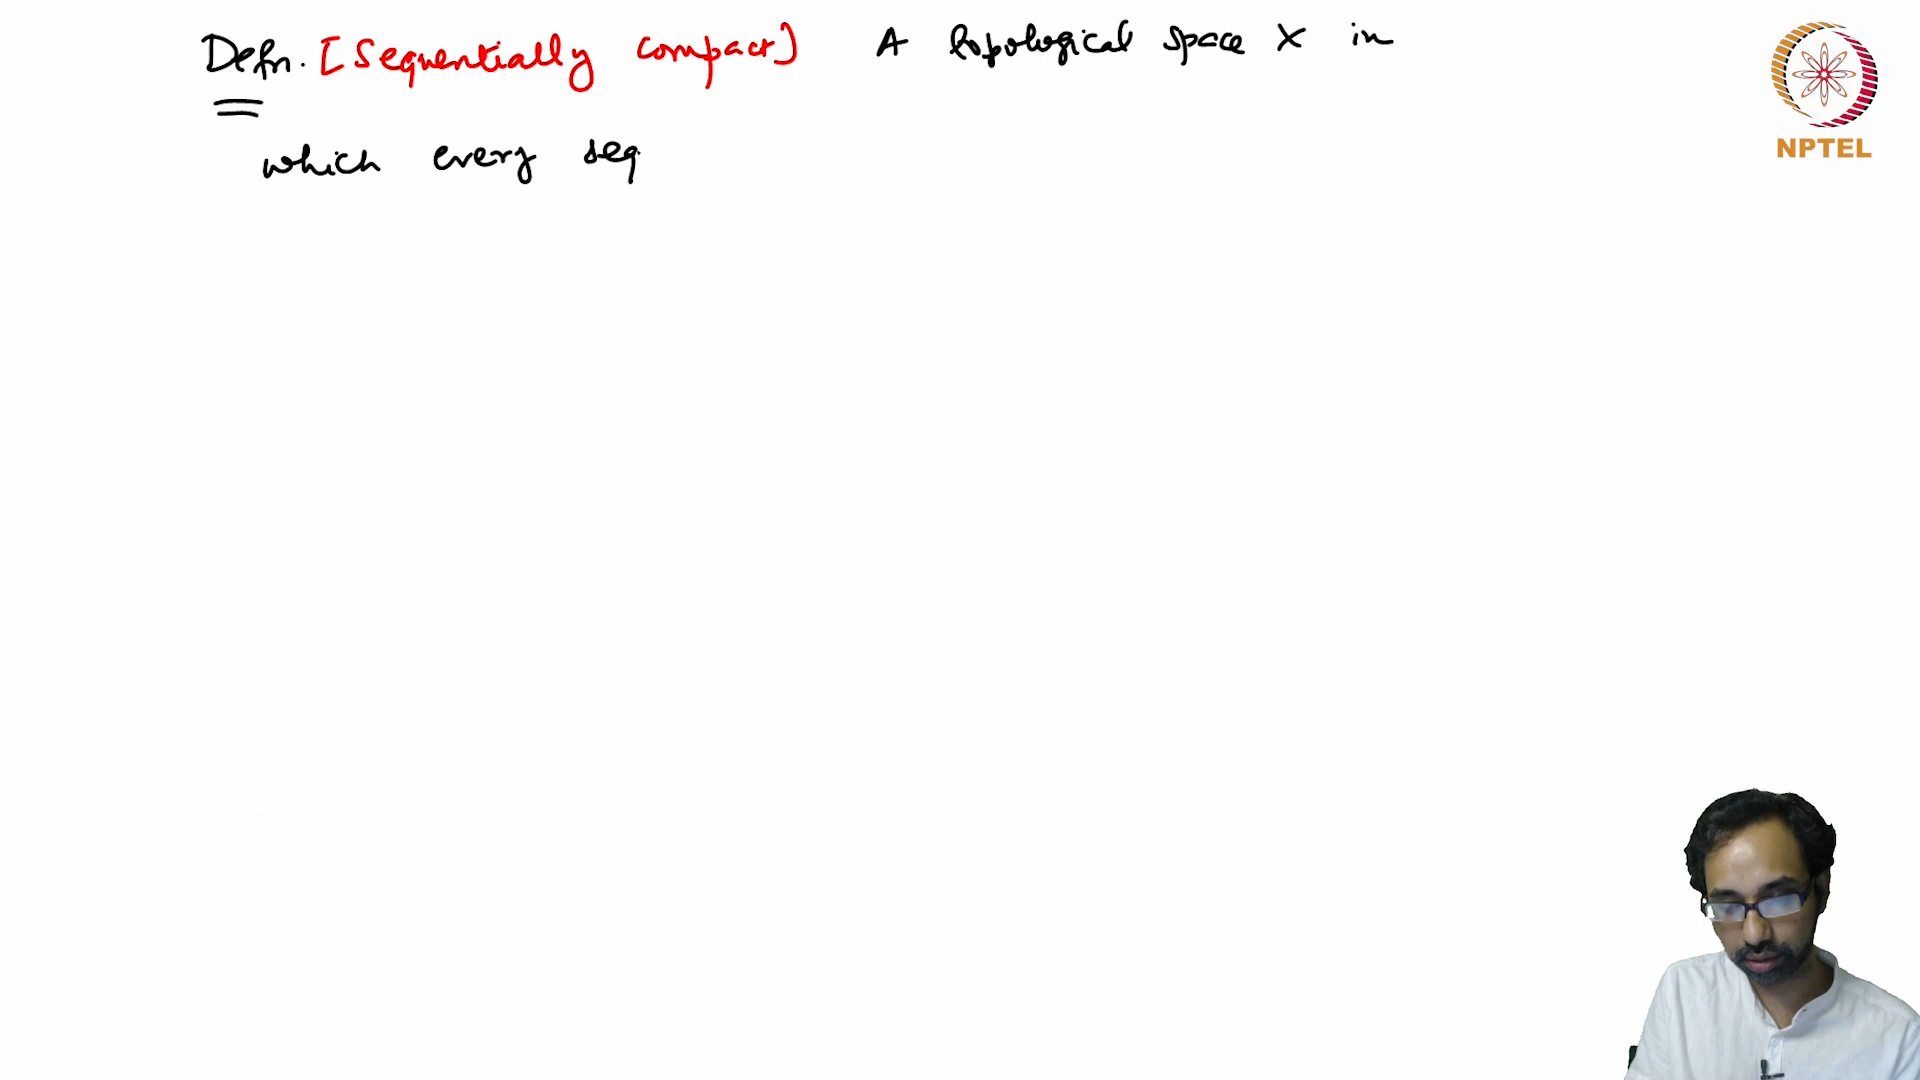 Defn. [Sequentially compact] A topological space X in
which every seq
NPTEL